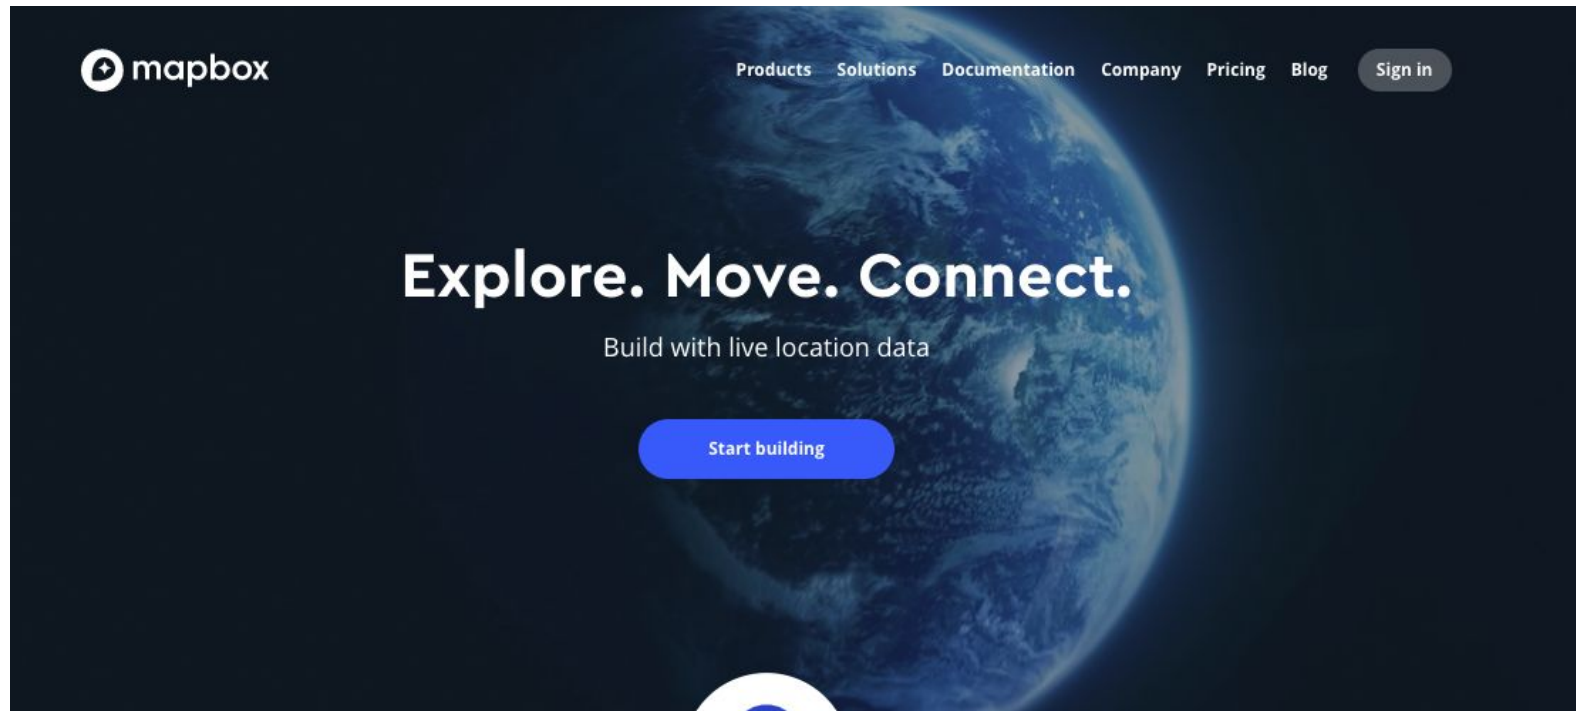 mapbox
Products Solutions Documentation Company Pricing Blog Sign in
Explore. Move. Connect.
Build with live location data
Start building